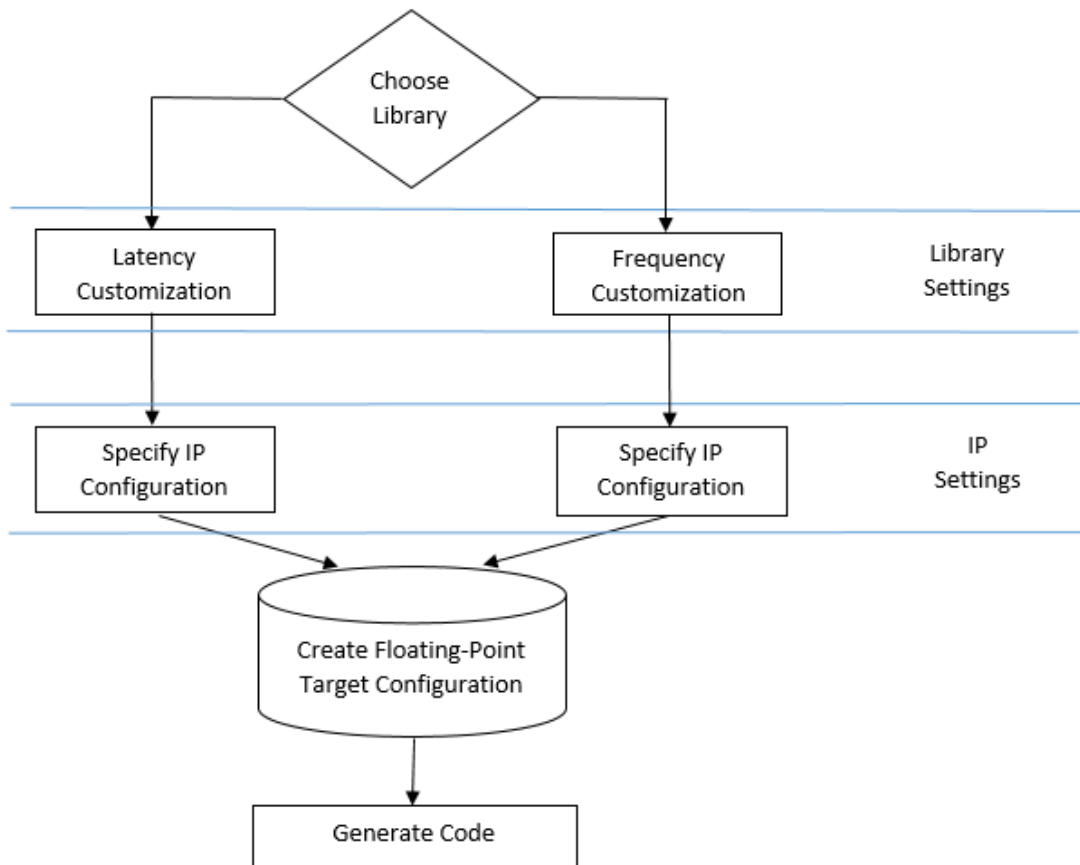 Choose
Library
Latency
Customization
Frequency
Customization
Library
Settings
Specify IP
Configuration
Specify IP
Configuration
IP
Settings
Create Floating-Point
Target Configuration
Generate Code